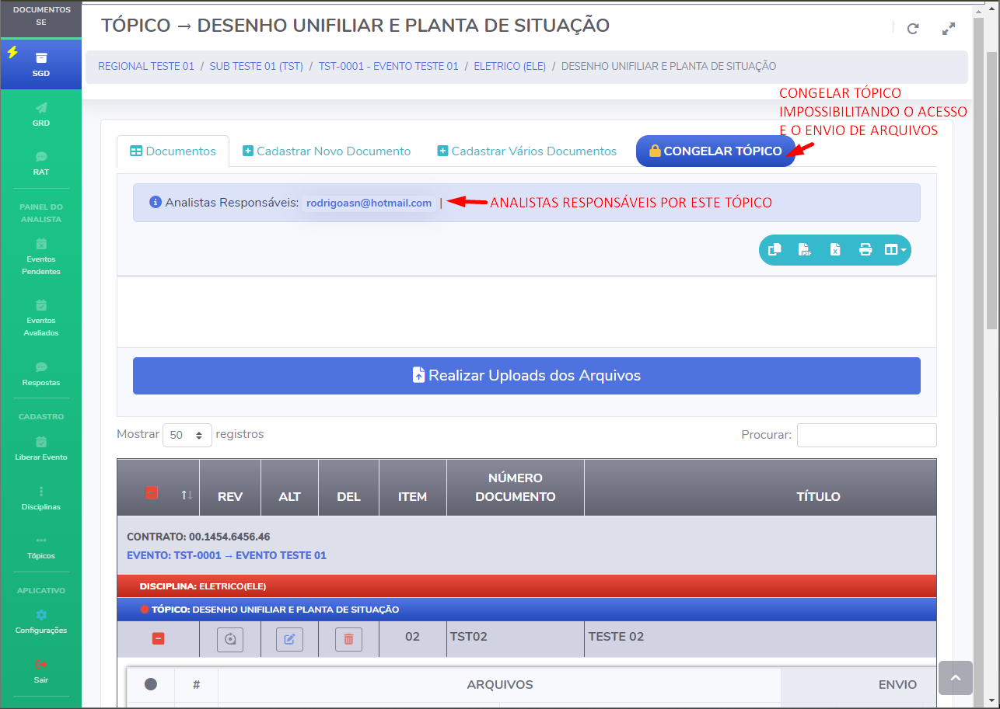 DOCUMENTOS
SE
SGD
GRD
RAT
PAINEL DO
ANALISTA
Eventos
Pendentes
Eventos
Avaliados
Respostas
CADASTRO
Liberar Evento
Disciplinas
Tópicos
APLICATIVO
Configurações
Sair
TÓPICO → DESENHO UNIFILIAR E PLANTA DE SITUAÇÃO
REGIONAL TESTE 01 / SUB TESTE 01 (TST) / TST-0001 - EVENTO TESTE 01 / ELETRICO (ELE) / DESENHO UNIFILIAR E PLANTA DE SITUAÇÃO
CONGELAR TÓPICO
IMPOSSIBILITANDO O ACESSO
E O ENVIO DE ARQUIVOS
Documentos Cadastrar Novo Documento Cadastrar Vários Documentos CONGELAR TÓPICO
Analistas Responsáveis: rodrigoasn@hotmail.com | ANALISTAS RESPONSÁVEIS POR ESTE TÓPICO
PDF X
Realizar Uploads dos Arquivos
Mostrar 50 registros Procurar:
REV ALT DEL ITEM NÚMERO DOCUMENTO TÍTULO
CONTRATO: 00.1454.6456.46
EVENTO: TST-0001 → EVENTO TESTE 01
DISCIPLINA: ELETRICO(ELE)
TÓPICO: DESENHO UNIFILIAR E PLANTA DE SITUAÇÃO
02 TST02 TESTE 02
# ARQUIVOS ENVIO